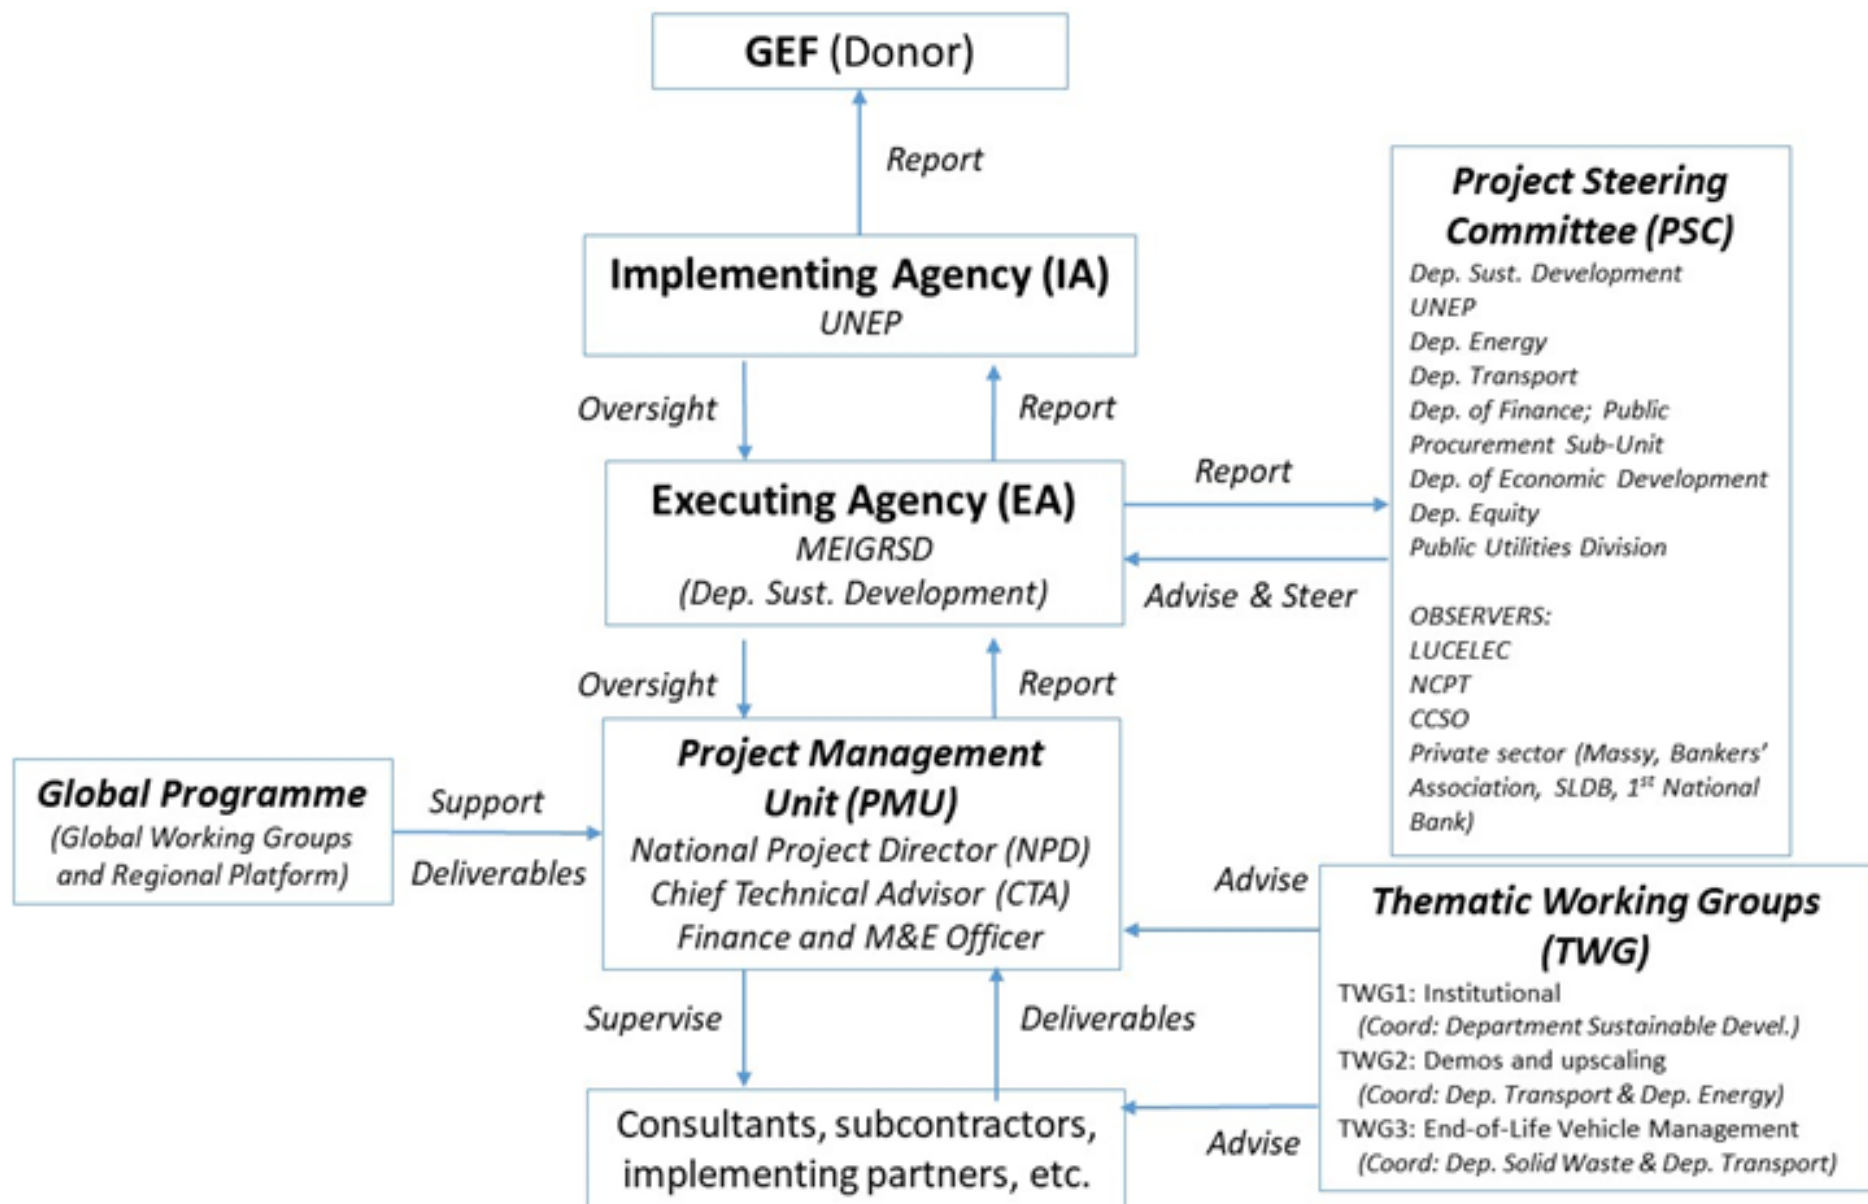 GEF (Donor)
Report
Implementing Agency (IA)
UNEP
Oversight
Report
Executing Agency (EA)
MEIGRSD
(Dep. Sust. Development)
Report
Advise & Steer
Project Steering
Committee (PSC)
Dep. Sust. Development
UNEP
Dep. Energy
Dep. Transport
Dep. of Finance; Public
Procurement Sub-Unit
Dep. of Economic Development
Dep. Equity
Public Utilities Division
OBSERVERS:
LUCELEC
NCPT
CCSO
Private sector (Massy, Bankers’
Association, SLDB, 1st National
Bank)
Oversight
Report
Global Programme
(Global Working Groups
and Regional Platform)
Support
Deliverables
Project Management
Unit (PMU)
National Project Director (NPD)
Chief Technical Advisor (CTA)
Finance and M&E Officer
Advise
Thematic Working Groups
(TWG)
TWG1: Institutional
(Coord: Department Sustainable Devel.)
TWG2: Demos and upscaling
(Coord: Dep. Transport & Dep. Energy)
TWG3: End-of-Life Vehicle Management
(Coord: Dep. Solid Waste & Dep. Transport)
Supervise
Deliverables
Consultants, subcontractors,
implementing partners, etc.
Advise